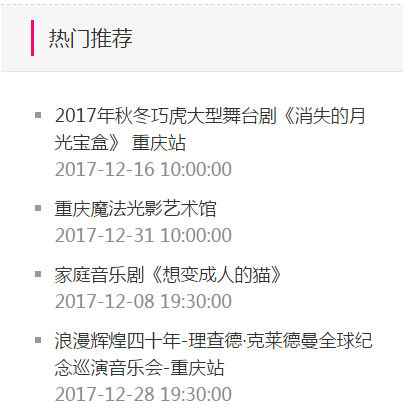 热门推荐
2017年秋冬巧虎大型舞台剧《消失的月
光宝盒》 重庆站
2017-12-16 10:00:00
重庆魔法光影艺术馆
2017-12-31 10:00:00
家庭音乐剧《想变成人的猫》
2017-12-08 19:30:00
浪漫辉煌四十年-理查德·克莱德曼全球纪
念巡演音乐会-重庆站
2017-12-28 19:30:00